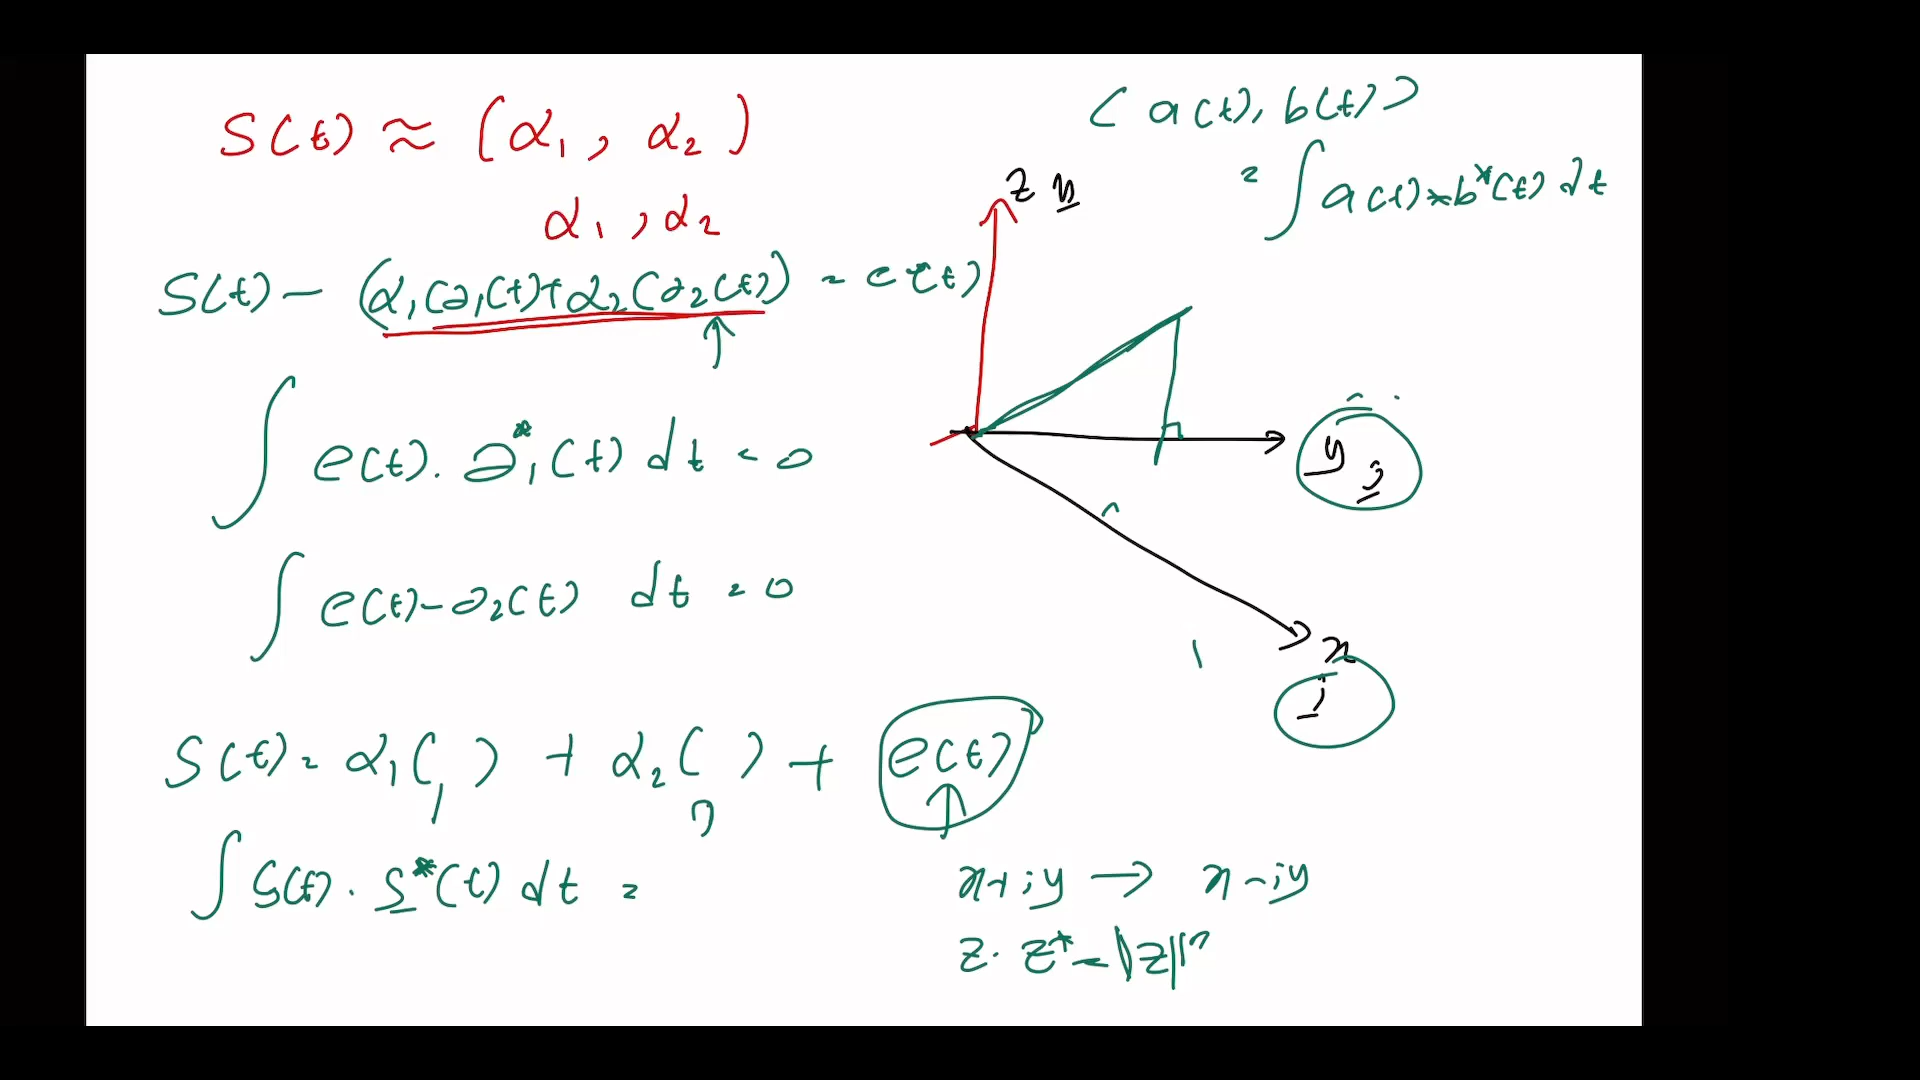 S(t) ≈ (α₁, α₂)
α₁, α₂
S(t) - (α₁∂₁(t) + α₂∂₂(t)) = e(t)
∫ e(t) · ∂₁*(t) dt = 0
∫ e(t) - ∂₂(t) dt = 0
S(t) = α₁( ) + α₂( ) + e(t)
∫ S(t) · S*(t) dt =
⟨a(t), b(t)⟩
= ∫ a(t) * b*(t) dt
z
y
j
x
i
x + iy → x - iy
z · z* = |z|²